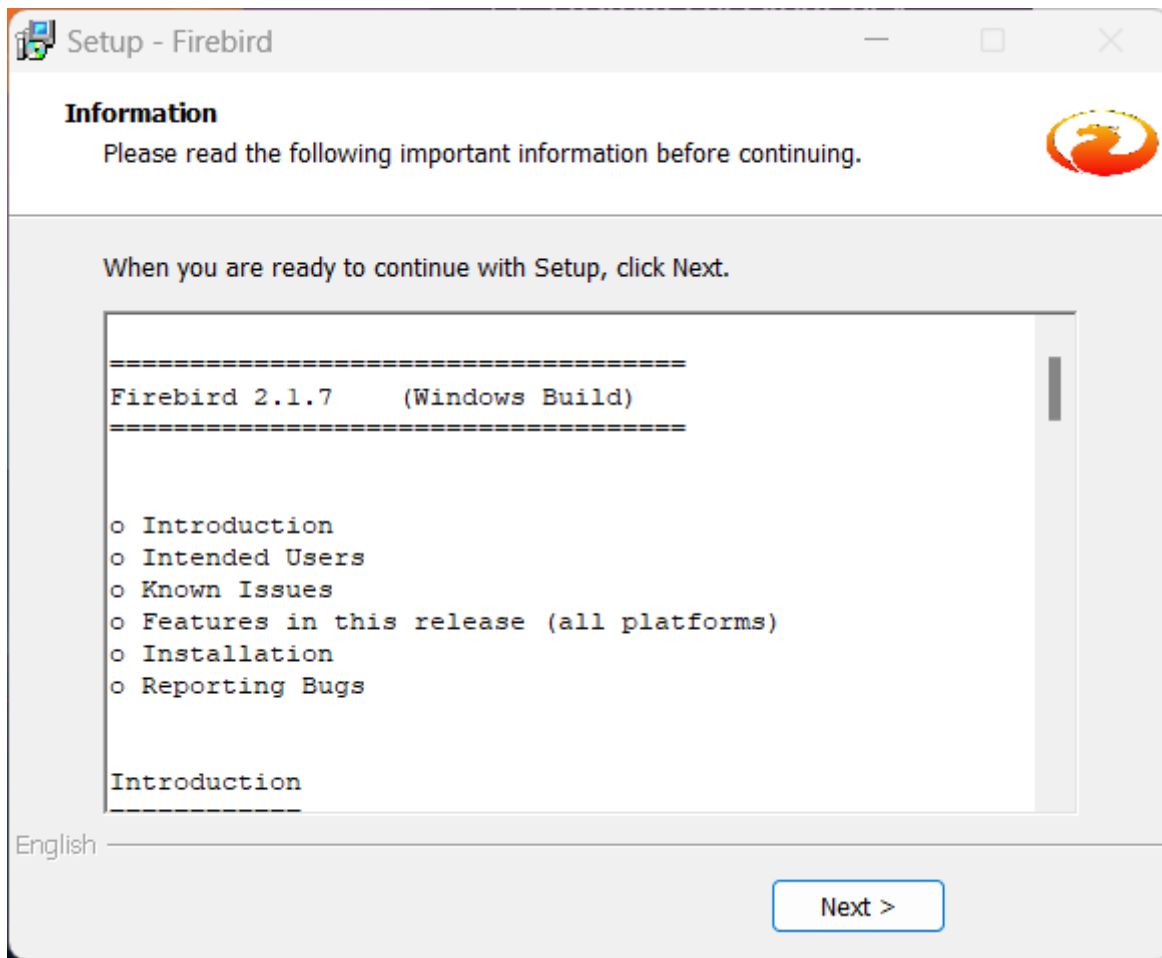 Setup - Firebird
Information
Please read the following important information before continuing.
When you are ready to continue with Setup, click Next.
====================================
Firebird 2.1.7    (Windows Build)
====================================
o Introduction
o Intended Users
o Known Issues
o Features in this release (all platforms)
o Installation
o Reporting Bugs
Introduction
============
English
Next >